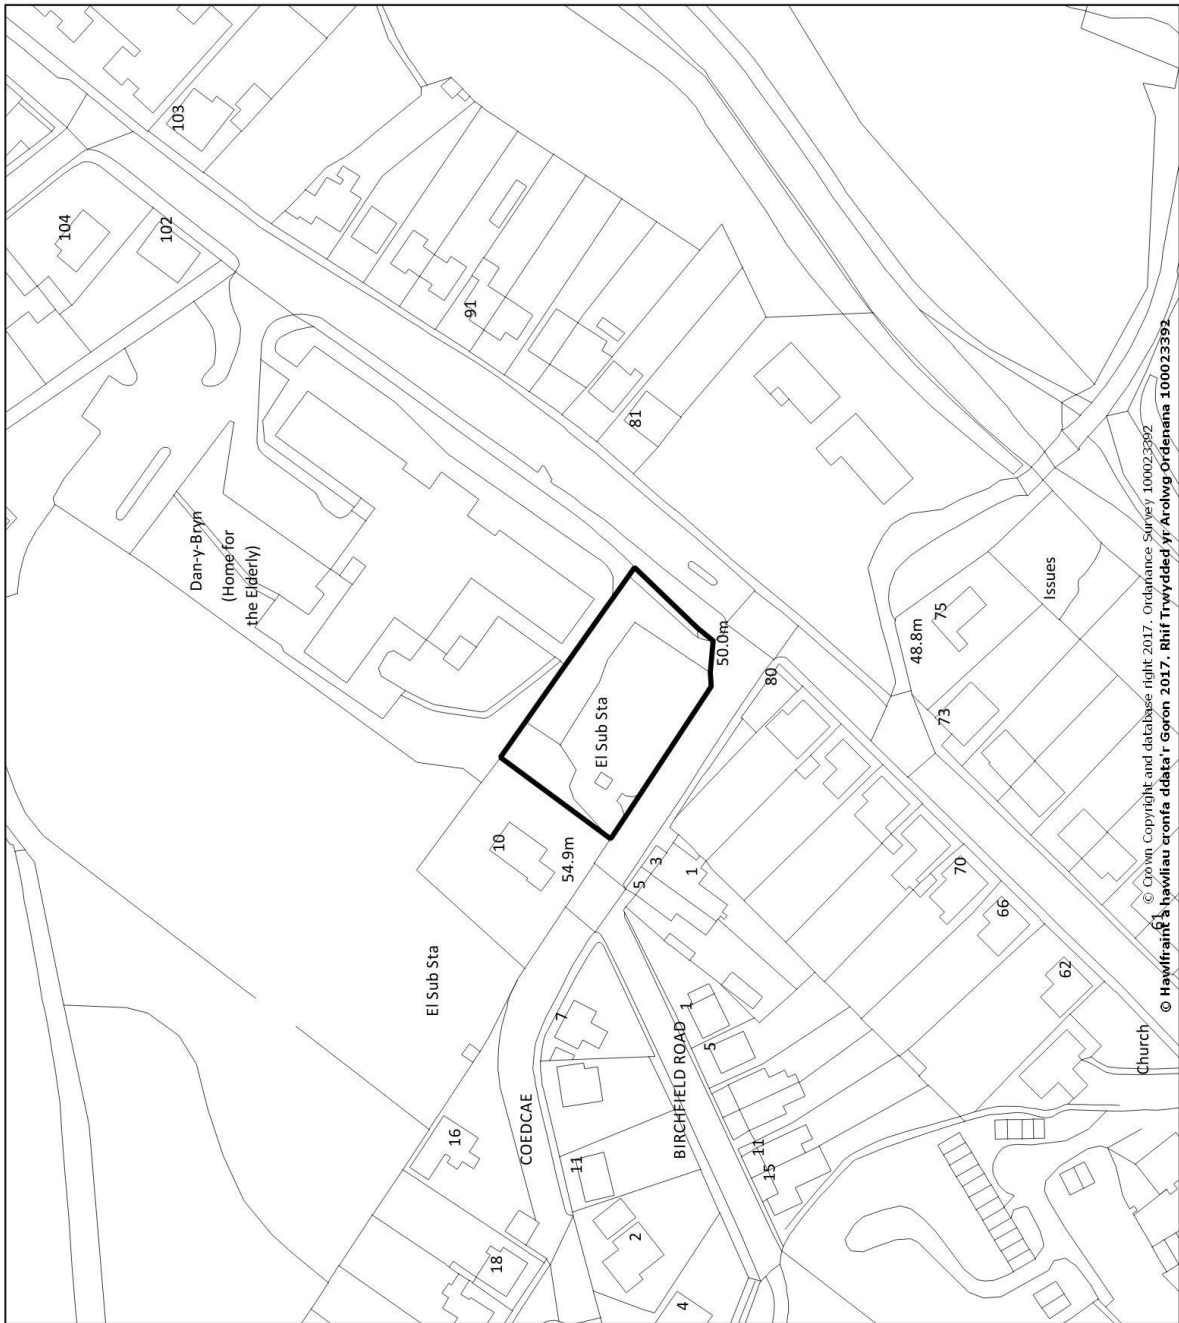 103
104
102
91
81
Dan-y-Bryn
(Home for
the Elderly)
50.0m
El Sub Sta
80
10
54.9m
3
5
1
75
48.8m
73
Issues
70
66
62
61
El Sub Sta
7
1
5
BIRCHFIELD ROAD
COEDCAE
16
11
11
15
2
18
4
Church
© Crown Copyright and database right 2017. Ordanance Survey 100023392
© Hawlfraint a hawliau cronfa ddata'r Goron 2017. Rhif Trwydded yr Arolwg Ordenana 100023392